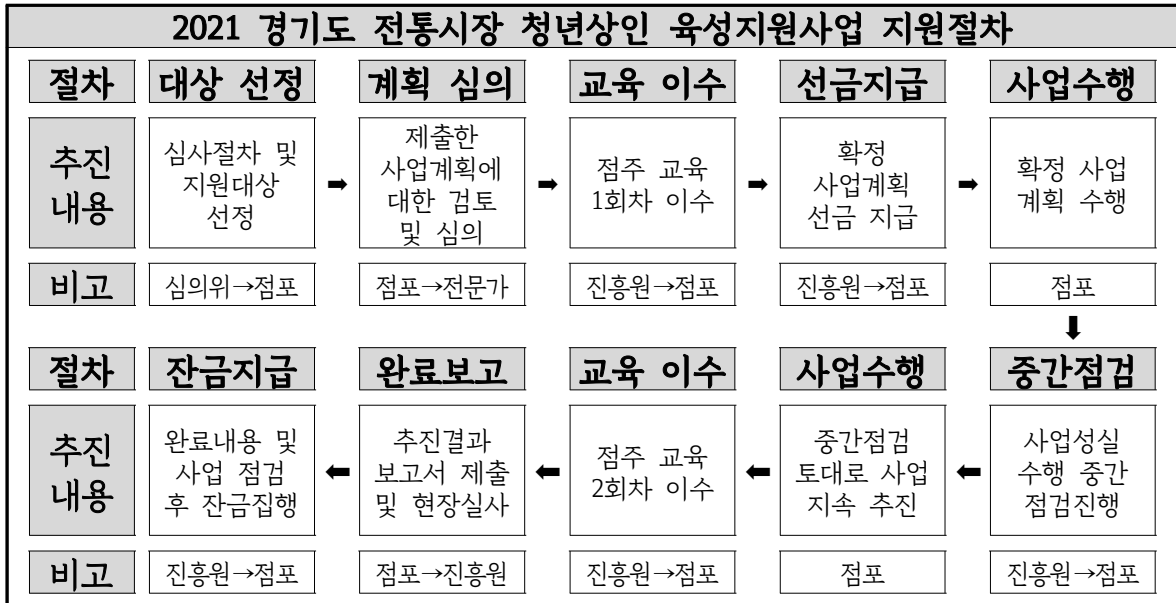 2021 경기도 전통시장 청년상인 육성지원사업 지원절차
절차 대상 선정 계획 심의 교육 이수 선금지급 사업수행
추진
내용
심사절차 및
지원대상
선정
➡
제출한
사업계획에
대한 검토
및 심의
➡
점주 교육
1회차 이수
➡
확정
사업계획
선금 지급
➡
확정 사업
계획 수행
비고 심의위→점포 점포→전문가 진흥원→점포 진흥원→점포 점포
⬇
절차 잔금지급 완료보고 교육 이수 사업수행 중간점검
추진
내용
완료내용 및
사업 점검
후 잔금집행
⬅
추진결과
보고서 제출
및 현장실사
⬅
점주 교육
2회차 이수
⬅
중간점검
토대로 사업
지속 추진
⬅
사업성실
수행 중간
점검진행
비고 진흥원→점포 점포→진흥원 진흥원→점포 점포 진흥원→점포